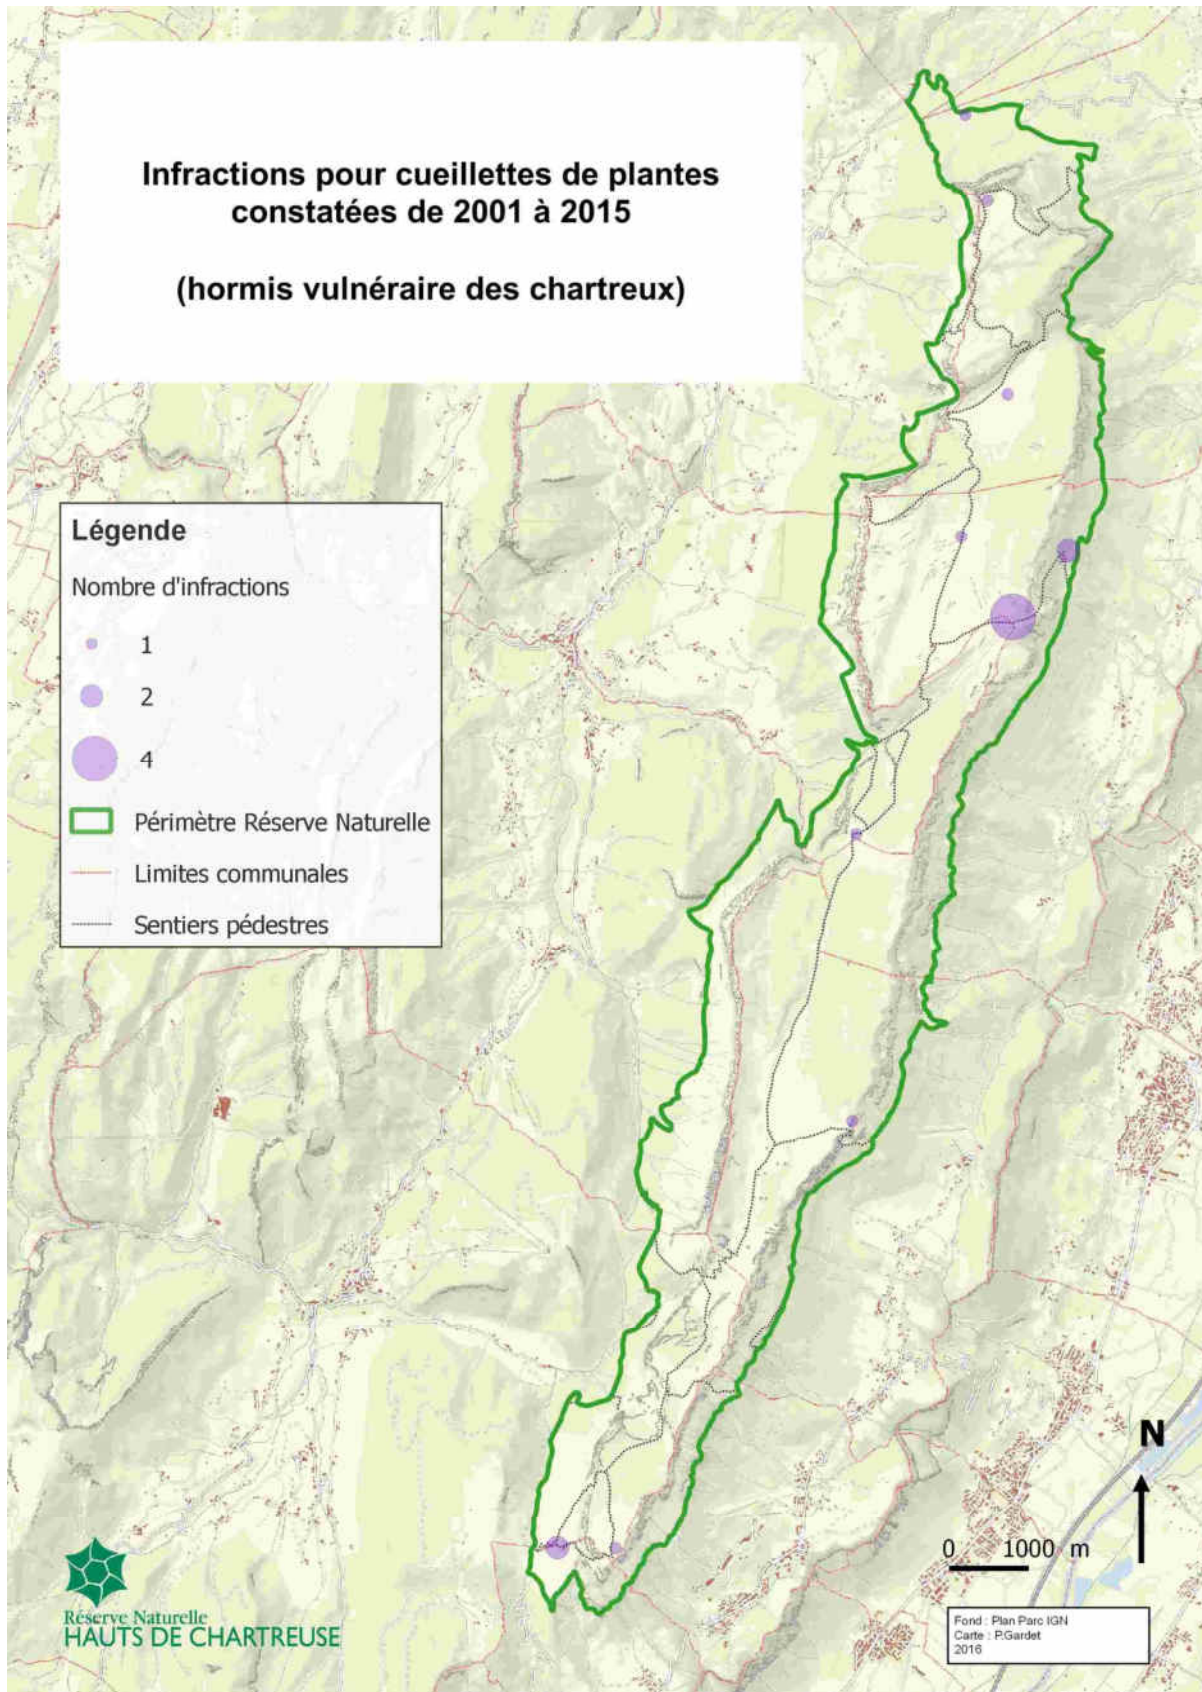 Infractions pour cueillettes de plantes
constatées de 2001 à 2015
(hormis vulnéraire des chartreux)
Légende
Nombre d'infractions
1
2
4
Périmètre Réserve Naturelle
Limites communales
Sentiers pédestres
N
0 1000 m
Réserve Naturelle
HAUTS DE CHARTREUSE
Fond : Plan Parc IGN
Carte : P.Gardet
2016